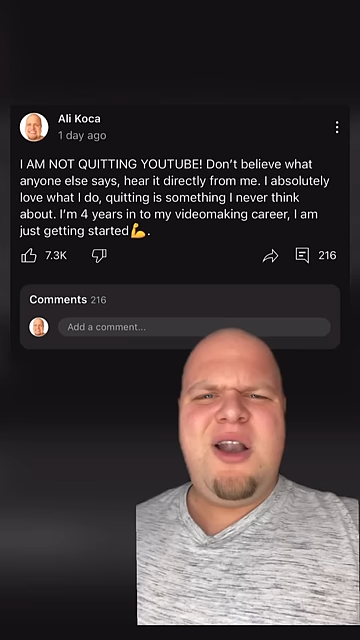 Ali Koca
1 day ago
I AM NOT QUITTING YOUTUBE! Don’t believe what
anyone else says, hear it directly from me. I absolutely
love what I do, quitting is something I never think
about. I’m 4 years in to my videomaking career, I am
just getting started💪.
7.3K
216
Comments 216
Add a comment...